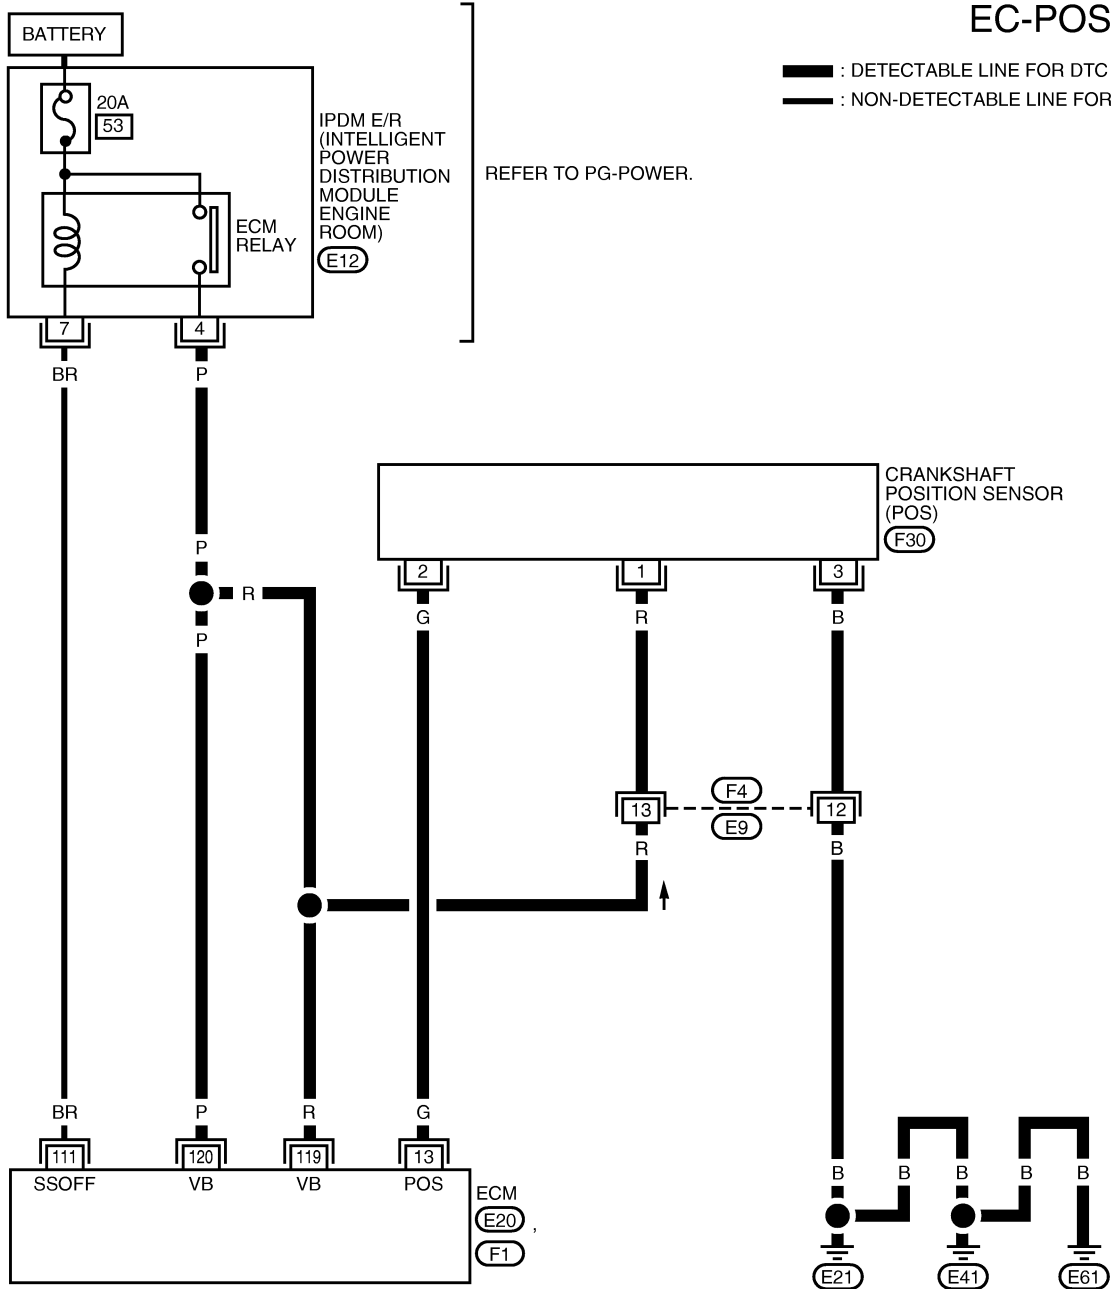 EC-POS
BATTERY
: DETECTABLE LINE FOR DTC
: NON-DETECTABLE LINE FOR
20A
53
IPDM E/R
(INTELLIGENT
POWER
DISTRIBUTION
MODULE
ENGINE
ROOM)
E12
REFER TO PG-POWER.
ECM
RELAY
7
4
BR
P
CRANKSHAFT
POSITION SENSOR
(POS)
F30
P
2
1
3
R
G
R
B
P
F4
13
12
E9
R
B
BR
P
R
G
111
120
119
13
SSOFF
VB
VB
POS
B
B
B
B
B
ECM
E20 ,
F1
E21
E41
E61